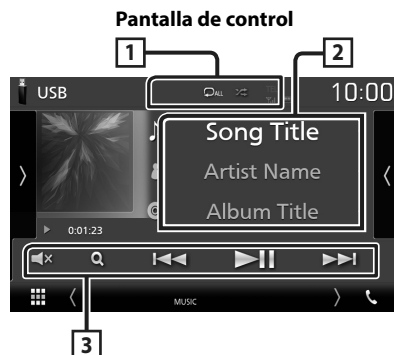 Pantalla de control
1 2
USB ALL 10:00
Song Title
Artist Name
Album Title
0:01:23
MUSIC
3